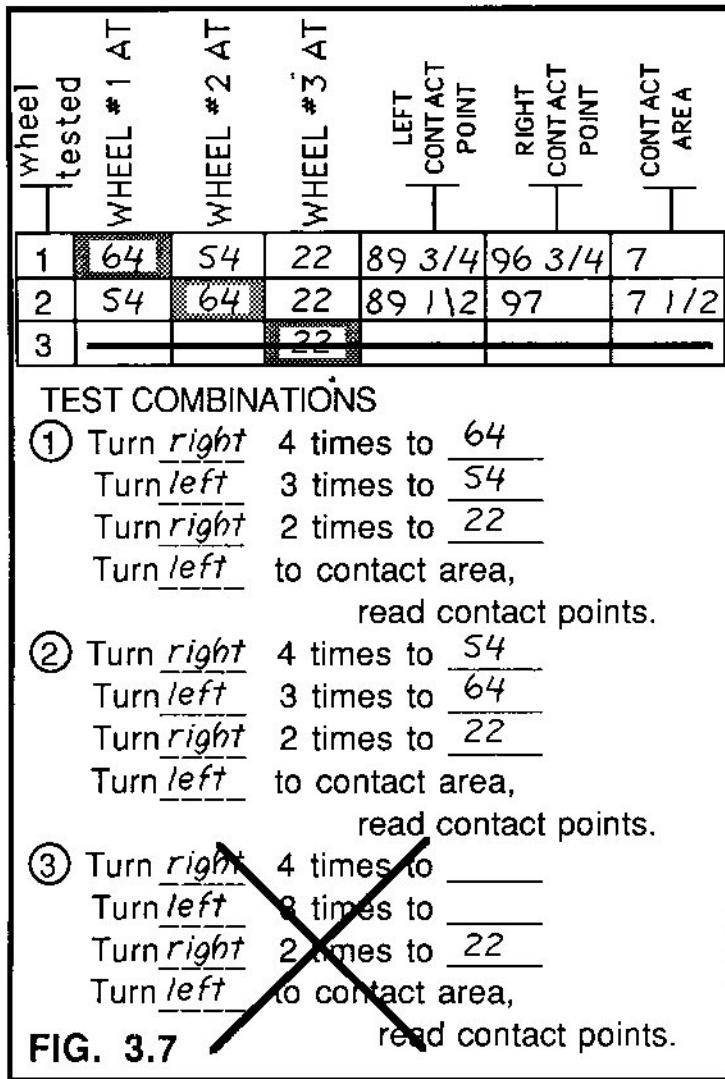 wheel tested
WHEEL #1 AT
WHEEL #2 AT
WHEEL #3 AT
LEFT CONTACT POINT
RIGHT CONTACT POINT
CONTACT AREA
1 64 54 22 89 3/4 96 3/4 7
2 54 64 22 89 1\2 97 7 1/2
3 22
TEST COMBINATIONS
① Turn right 4 times to 64
Turn left 3 times to 54
Turn right 2 times to 22
Turn left to contact area,
read contact points.
② Turn right 4 times to 54
Turn left 3 times to 64
Turn right 2 times to 22
Turn left to contact area,
read contact points.
③ Turn right 4 times to
Turn left 3 times to
Turn right 2 times to 22
Turn left to contact area,
read contact points.
FIG. 3.7